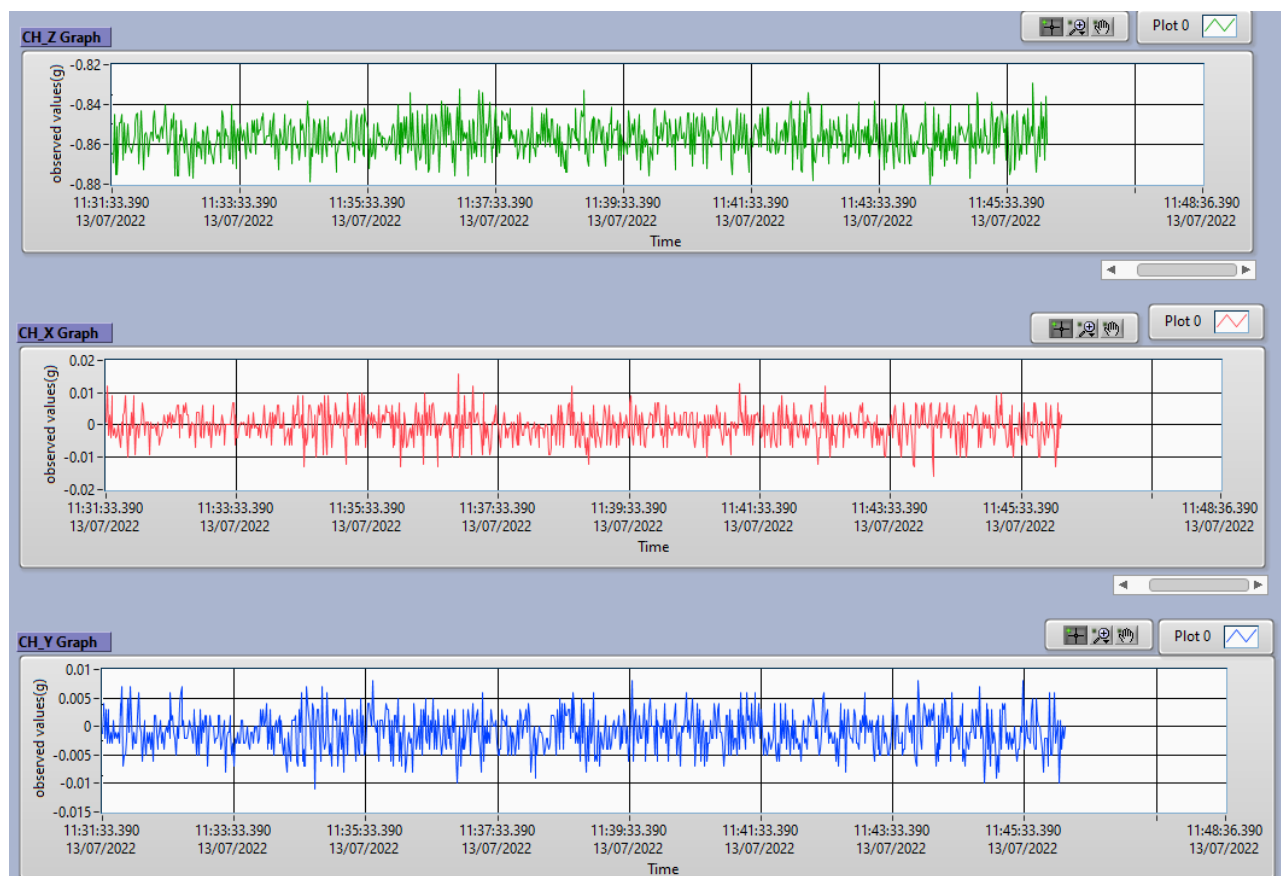 CH_Z Graph
Plot 0
observed values(g)
-0.82
-0.84
-0.86
-0.88
11:31:33.390 11:33:33.390 11:35:33.390 11:37:33.390 11:39:33.390 11:41:33.390 11:43:33.390 11:45:33.390 11:48:36.390
13/07/2022 13/07/2022 13/07/2022 13/07/2022 13/07/2022 13/07/2022 13/07/2022 13/07/2022 13/07/2022
Time
CH_X Graph
Plot 0
observed values(g)
0.02
0.01
0
-0.01
-0.02
11:31:33.390 11:33:33.390 11:35:33.390 11:37:33.390 11:39:33.390 11:41:33.390 11:43:33.390 11:45:33.390 11:48:36.390
13/07/2022 13/07/2022 13/07/2022 13/07/2022 13/07/2022 13/07/2022 13/07/2022 13/07/2022 13/07/2022
Time
CH_Y Graph
Plot 0
observed values(g)
0.01
0.005
0
-0.005
-0.01
-0.015
11:31:33.390 11:33:33.390 11:35:33.390 11:37:33.390 11:39:33.390 11:41:33.390 11:43:33.390 11:45:33.390 11:48:36.390
13/07/2022 13/07/2022 13/07/2022 13/07/2022 13/07/2022 13/07/2022 13/07/2022 13/07/2022 13/07/2022
Time